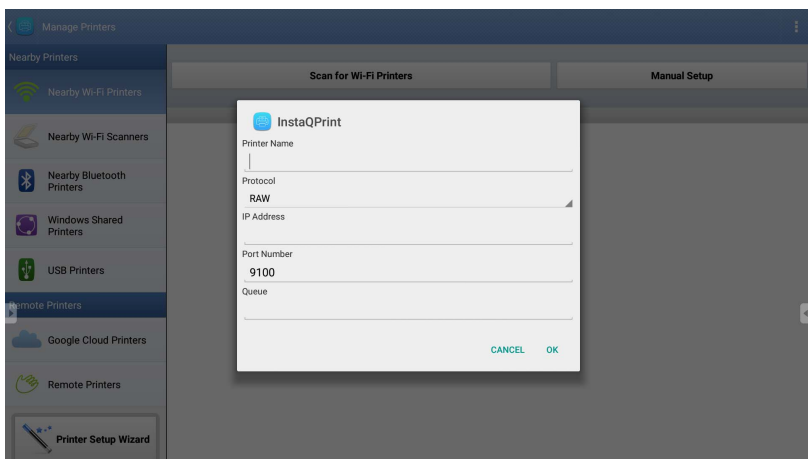 Manage Printers
Nearby Printers
Nearby Wi-Fi Printers
Nearby Wi-Fi Scanners
Nearby Bluetooth
Printers
Windows Shared
Printers
USB Printers
Remote Printers
Google Cloud Printers
Remote Printers
Printer Setup Wizard
Scan for Wi-Fi Printers
Manual Setup
InstaQPrint
Printer Name
Protocol
RAW
IP Address
Port Number
9100
Queue
CANCEL OK